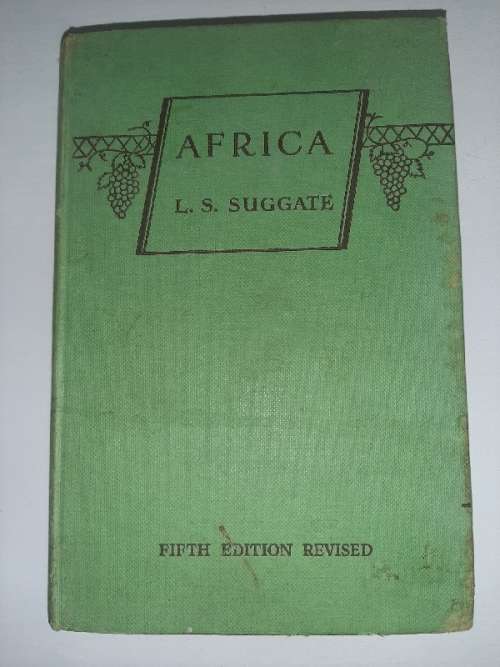 AFRICA
L. S. SUGGATE
FIFTH EDITION REVISED